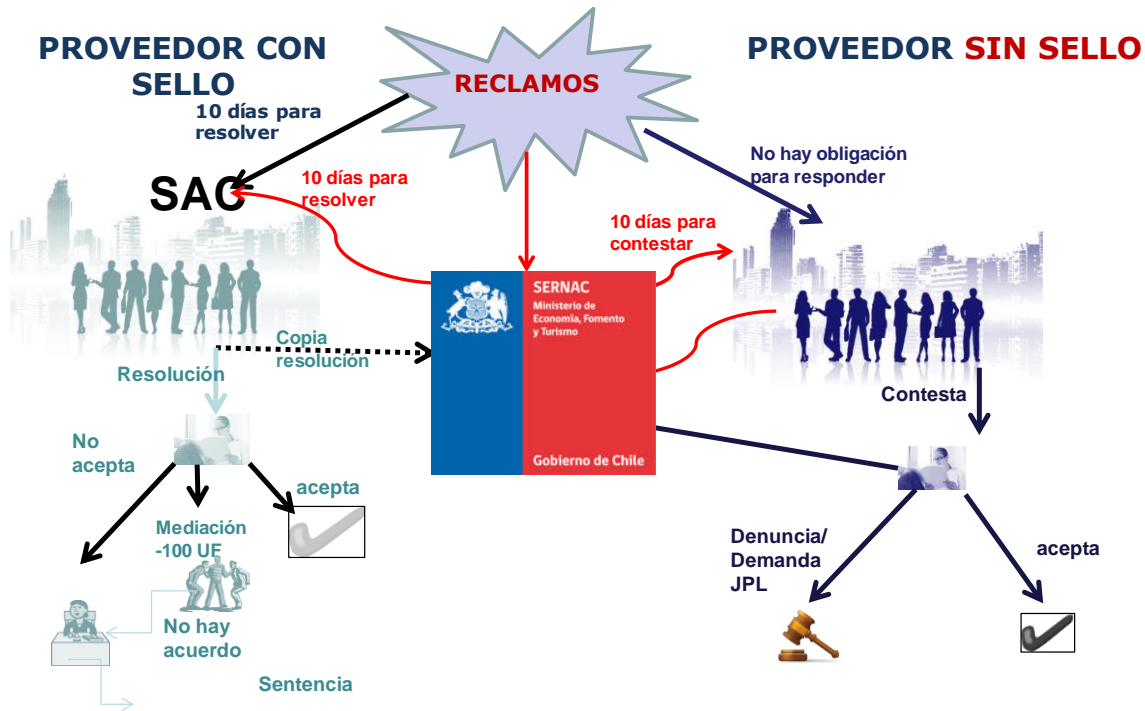 PROVEEDOR CON
SELLO
RECLAMOS
PROVEEDOR SIN SELLO
10 días para
resolver
SAC
10 días para
resolver
No hay obligación
para responder
10 días para
contestar
SERNAC
Ministerio de
Economía, Fomento
y Turismo
Gobierno de Chile
Copia
resolución
Resolución
No
acepta
acepta
Mediación
-100 UF
No hay
acuerdo
Sentencia
Contesta
Denuncia/
Demanda
JPL
acepta